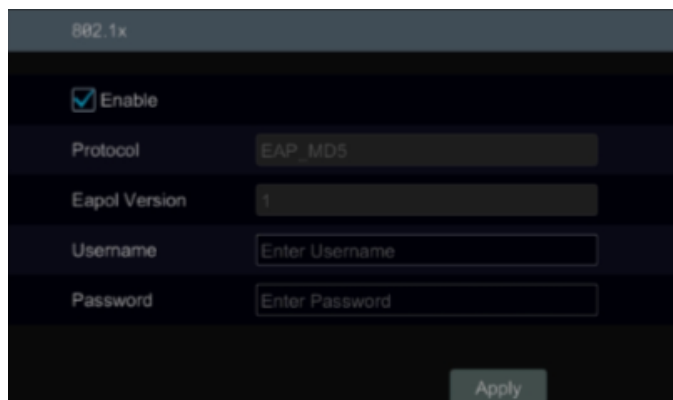 802.1x
Enable
Protocol EAP_MD5
Eapol Version 1
Username Enter Username
Password Enter Password
Apply